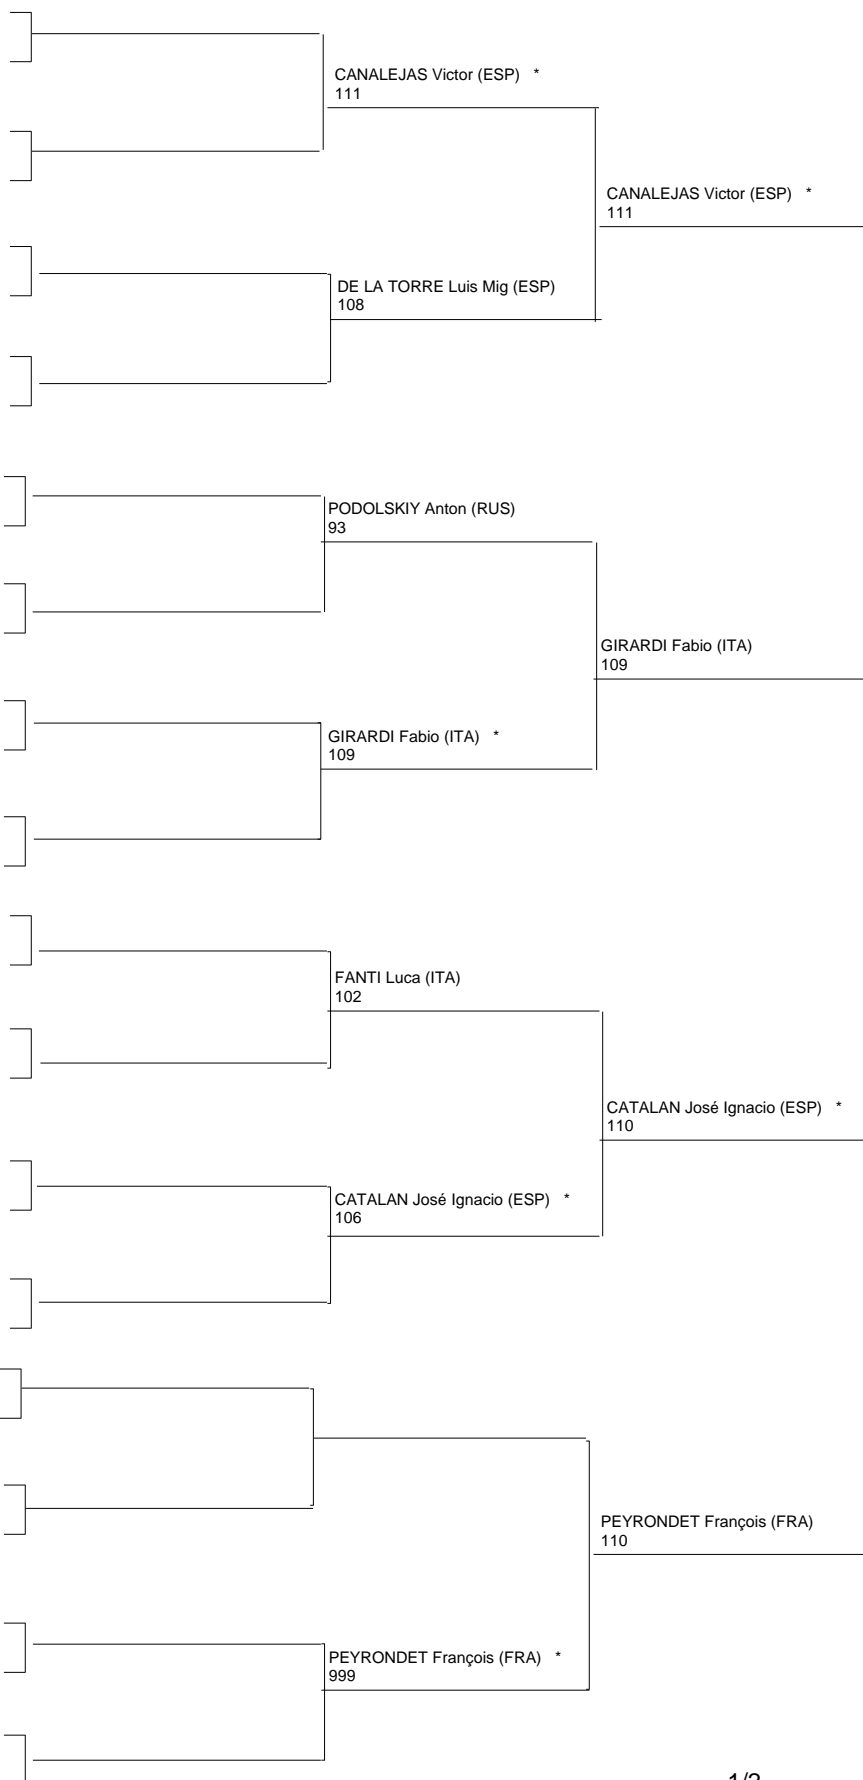 CANALEJAS Victor (ESP) *
111
CANALEJAS Victor (ESP) *
111
DE LA TORRE Luis Mig (ESP)
108
PODOLSKIY Anton (RUS)
93
GIRARDI Fabio (ITA)
109
GIRARDI Fabio (ITA) *
109
FANTI Luca (ITA)
102
CATALAN José Ignacio (ESP) *
110
CATALAN José Ignacio (ESP) *
106
PEYRONDET François (FRA)
110
PEYRONDET François (FRA) *
999